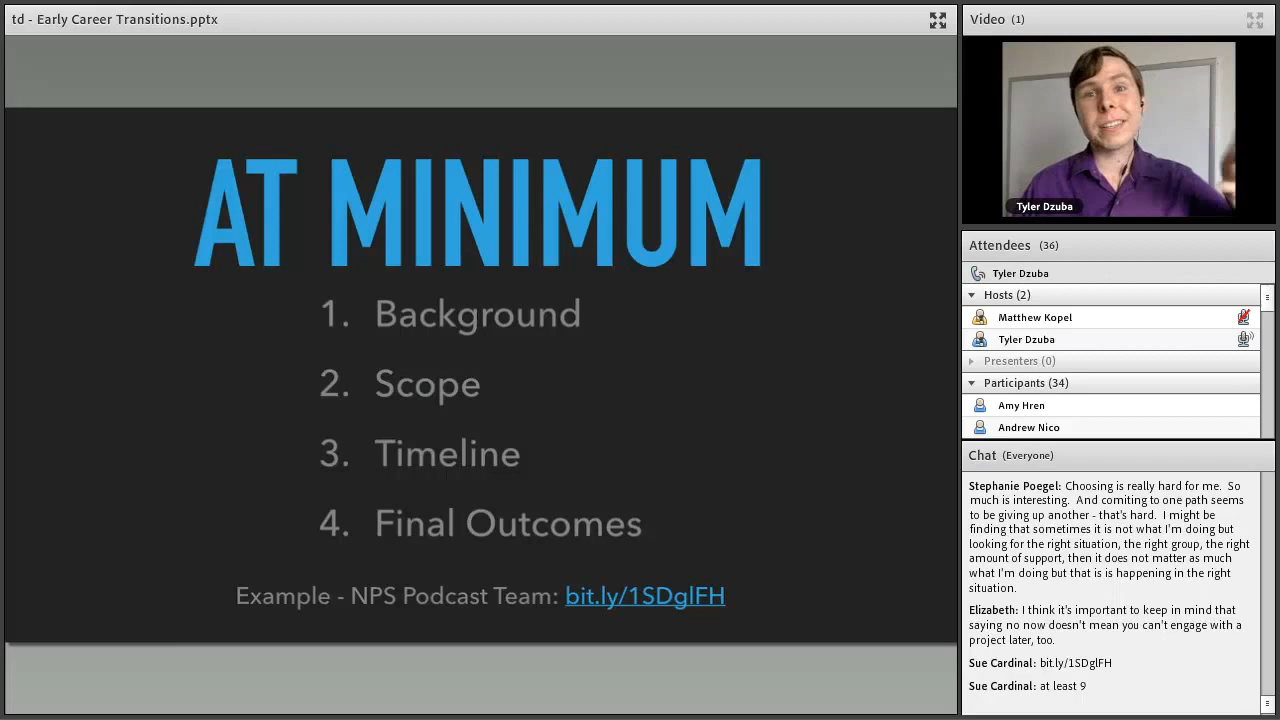 td - Early Career Transitions.pptx
AT MINIMUM
1. Background
2. Scope
3. Timeline
4. Final Outcomes
Example - NPS Podcast Team: bit.ly/1SDglFH
Video (1)
Tyler Dzuba
Attendees (36)
Tyler Dzuba
Hosts (2)
Matthew Kopel
Tyler Dzuba
Presenters (0)
Participants (34)
Amy Hren
Andrew Nico
Chat (Everyone)
Stephanie Poegel: Choosing is really hard for me. So
much is interesting. And comiting to one path seems
to be giving up another - that's hard. I might be
finding that sometimes it is not what I'm doing but
looking for the right situation, the right group, the right
amount of support, then it does not matter as much
what I'm doing but that is is happening in the right
situation.
Elizabeth: I think it's important to keep in mind that
saying no now doesn't mean you can't engage with a
project later, too.
Sue Cardinal: bit.ly/1SDglFH
Sue Cardinal: at least 9